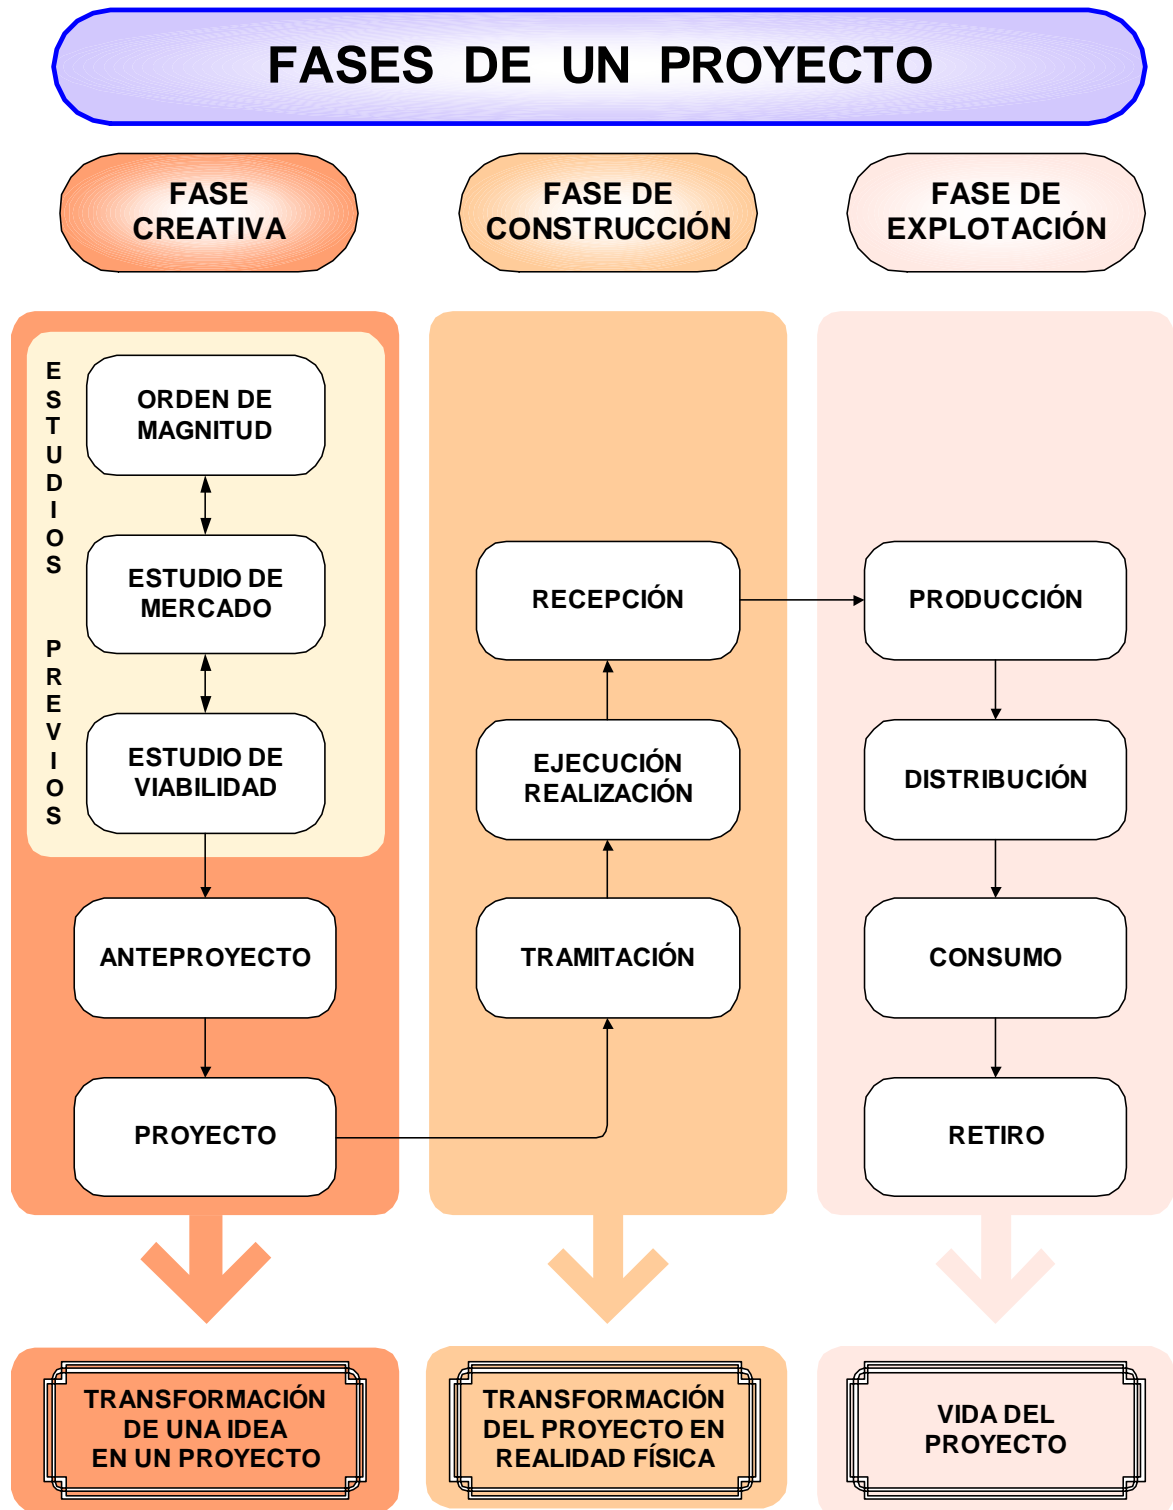 FASES DE UN PROYECTO
FASE
CREATIVA
FASE DE
CONSTRUCCIÓN
FASE DE
EXPLOTACIÓN
ESTUDIOS PREVIOS
ORDEN DE
MAGNITUD
ESTUDIO DE
MERCADO
ESTUDIO DE
VIABILIDAD
ANTEPROYECTO
PROYECTO
RECEPCIÓN
EJECUCIÓN
REALIZACIÓN
TRAMITACIÓN
PRODUCCIÓN
DISTRIBUCIÓN
CONSUMO
RETIRO
TRANSFORMACIÓN
DE UNA IDEA
EN UN PROYECTO
TRANSFORMACIÓN
DEL PROYECTO EN
REALIDAD FÍSICA
VIDA DEL
PROYECTO